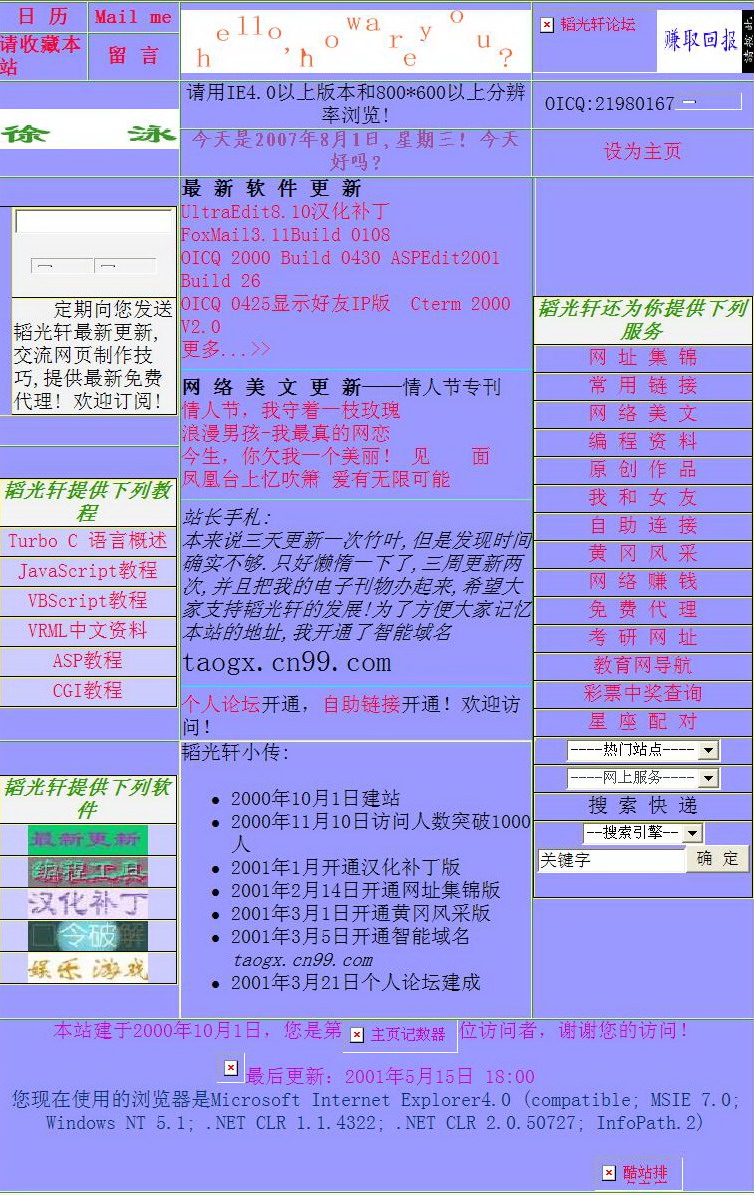 日 历
Mail me
请收藏本
站
留 言
hello,how are you?
韬光轩论坛
赚取回报
请按此
徐 泳
请用IE4.0以上版本和800*600以上分辨
率浏览!
OICQ:21980167
今天是2007年8月1日,星期三! 今天
好吗?
设为主页
定期向您发送
韬光轩最新更新,
交流网页制作技
巧,提供最新免费
代理! 欢迎订阅!
韬光轩提供下列教
程
Turbo C 语言概述
JavaScript教程
VBScript教程
VRML中文资料
ASP教程
CGI教程
韬光轩提供下列软
件
最新更新
编程工具
汉化补丁
令破解
娱乐游戏
最 新 软 件 更 新
UltraEdit8.10汉化补丁
FoxMail3.11Build 0108
OICQ 2000 Build 0430 ASPEdit2001
Build 26
OICQ 0425显示好友IP版 Cterm 2000
V2.0
更多...>>
网 络 美 文 更 新——情人节专刊
情人节, 我守着一枝玫瑰
浪漫男孩-我最真的网恋
今生, 你欠我一个美丽! 见 面
凤凰台上忆吹箫 爱有无限可能
站长手札:
本来说三天更新一次竹叶,但是发现时间
确实不够.只好懒惰一下了,三周更新两
次,并且把我的电子刊物办起来,希望大
家支持韬光轩的发展!为了方便大家记忆
本站的地址,我开通了智能域名
taogx.cn99.com
个人论坛开通, 自助链接开通! 欢迎访
问!
韬光轩小传:
• 2000年10月1日建站
• 2000年11月10日访问人数突破1000
人
• 2001年1月开通汉化补丁版
• 2001年2月14日开通网址集锦版
• 2001年3月1日开通黄冈风采版
• 2001年3月5日开通智能域名
taogx.cn99.com
• 2001年3月21日个人论坛建成
韬光轩还为你提供下列
服务
网 址 集 锦
常 用 链 接
网 络 美 文
编 程 资 料
原 创 作 品
我 和 女 友
自 助 连 接
黄 冈 风 采
网 络 赚 钱
免 费 代 理
考 研 网 址
教育网导航
彩票中奖查询
星 座 配 对
----热门站点----
----网上服务----
搜 索 快 递
--搜索引擎--
关键字
确 定
本站建于2000年10月1日, 您是第 主页记数器 位访问者, 谢谢您的访问!
最后更新: 2001年5月15日 18:00
您现在使用的浏览器是Microsoft Internet Explorer4.0 (compatible; MSIE 7.0;
Windows NT 5.1; .NET CLR 1.1.4322; .NET CLR 2.0.50727; InfoPath.2)
酷站排